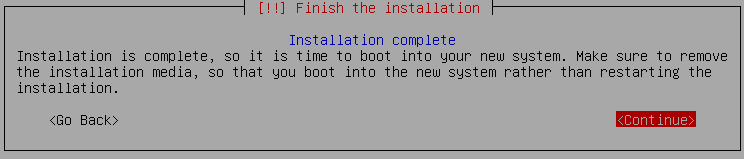 [!!] Finish the installation
Installation complete
Installation is complete, so it is time to boot into your new system. Make sure to remove
the installation media, so that you boot into the new system rather than restarting the
installation.
<Go Back> <Continue>